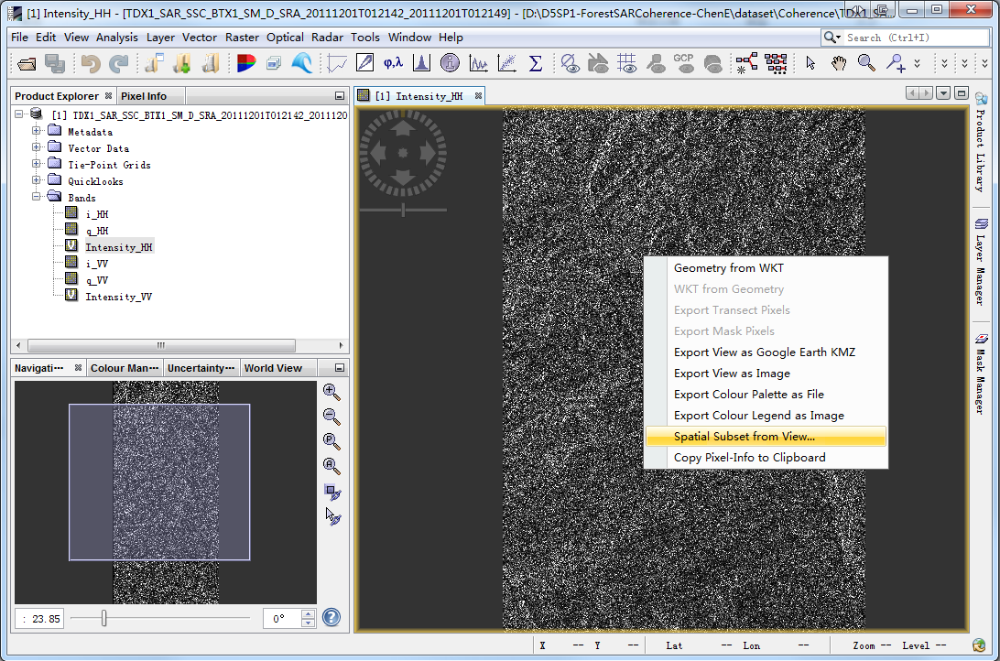 [1] Intensity_HH - [TDX1_SAR_SSC_BTX1_SM_D_SRA_20111201T012142_20111201T012149] - [D:\D5SP1-ForestSARCoherence-ChenE\dataset\Coherence\TDX1_SA...
File Edit View Analysis Layer Vector Raster Optical Radar Tools Window Help
Search (Ctrl+I)
φ,λ
Σ
GCP
Product Explorer Pixel Info
[1] TDX1_SAR_SSC_BTX1_SM_D_SRA_20111201T012142_201112O
Metadata
Vector Data
Tie-Point Grids
Quicklooks
Bands
i_HH
q_HH
Intensity_HH
i_VV
q_VV
Intensity_VV
Navigati··· Colour Man··· Uncertainty··· World View
: 23.85
0°
[1] Intensity_HH
Geometry from WKT
WKT from Geometry
Export Transect Pixels
Export Mask Pixels
Export View as Google Earth KMZ
Export View as Image
Export Colour Palette as File
Export Colour Legend as Image
Spatial Subset from View...
Copy Pixel-Info to Clipboard
Product Library
Layer Manager
Mask Manager
X -- Y -- Lat -- Lon -- Zoom -- Level --